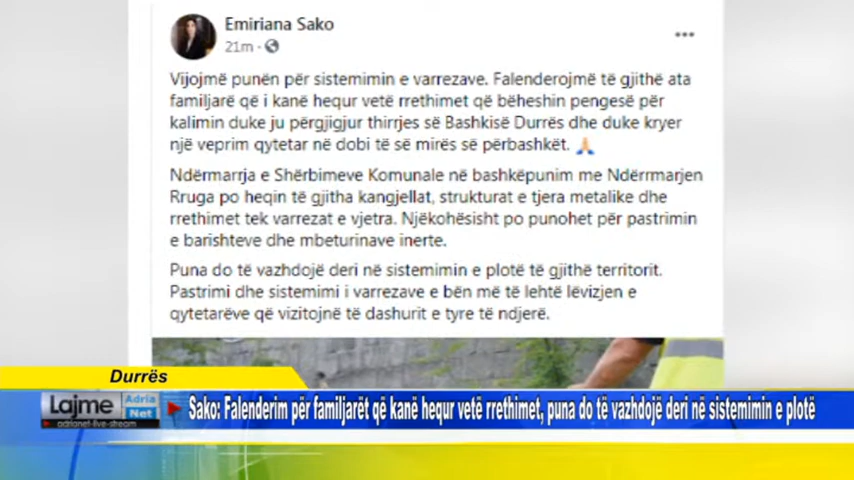 Emiriana Sako
21m
Vijojmë punën për sistemimin e varrezave. Falenderojmë të gjithë ata
familjarë që i kanë hequr vetë rrethimet që bëheshin pengesë për
kalimin duke ju përgjigjur thirrjes së Bashkisë Durrës dhe duke kryer
një veprim qytetar në dobi të së mirës së përbashkët. 🙏
Ndërmarrja e Shërbimeve Komunale në bashkëpunim me Ndërrmarjen
Rruga po heqin të gjitha kangjellat, strukturat e tjera metalike dhe
rrethimet tek varrezat e vjetra. Njëkohësisht po punohet për pastrimin
e barishteve dhe mbeturinave inerte.
Puna do të vazhdojë deri në sistemimin e plotë të gjithë territorit.
Pastrimi dhe sistemimi i varrezave e bën më të lehtë lëvizjen e
qytetarëve që vizitojnë të dashurit e tyre të ndjerë.
Durrës
Lajme Adria Net
adrianet-live-stream
Sako: Falenderim për familjarët që kanë hequr vetë rrethimet, puna do të vazhdojë deri në sistemimin e plotë